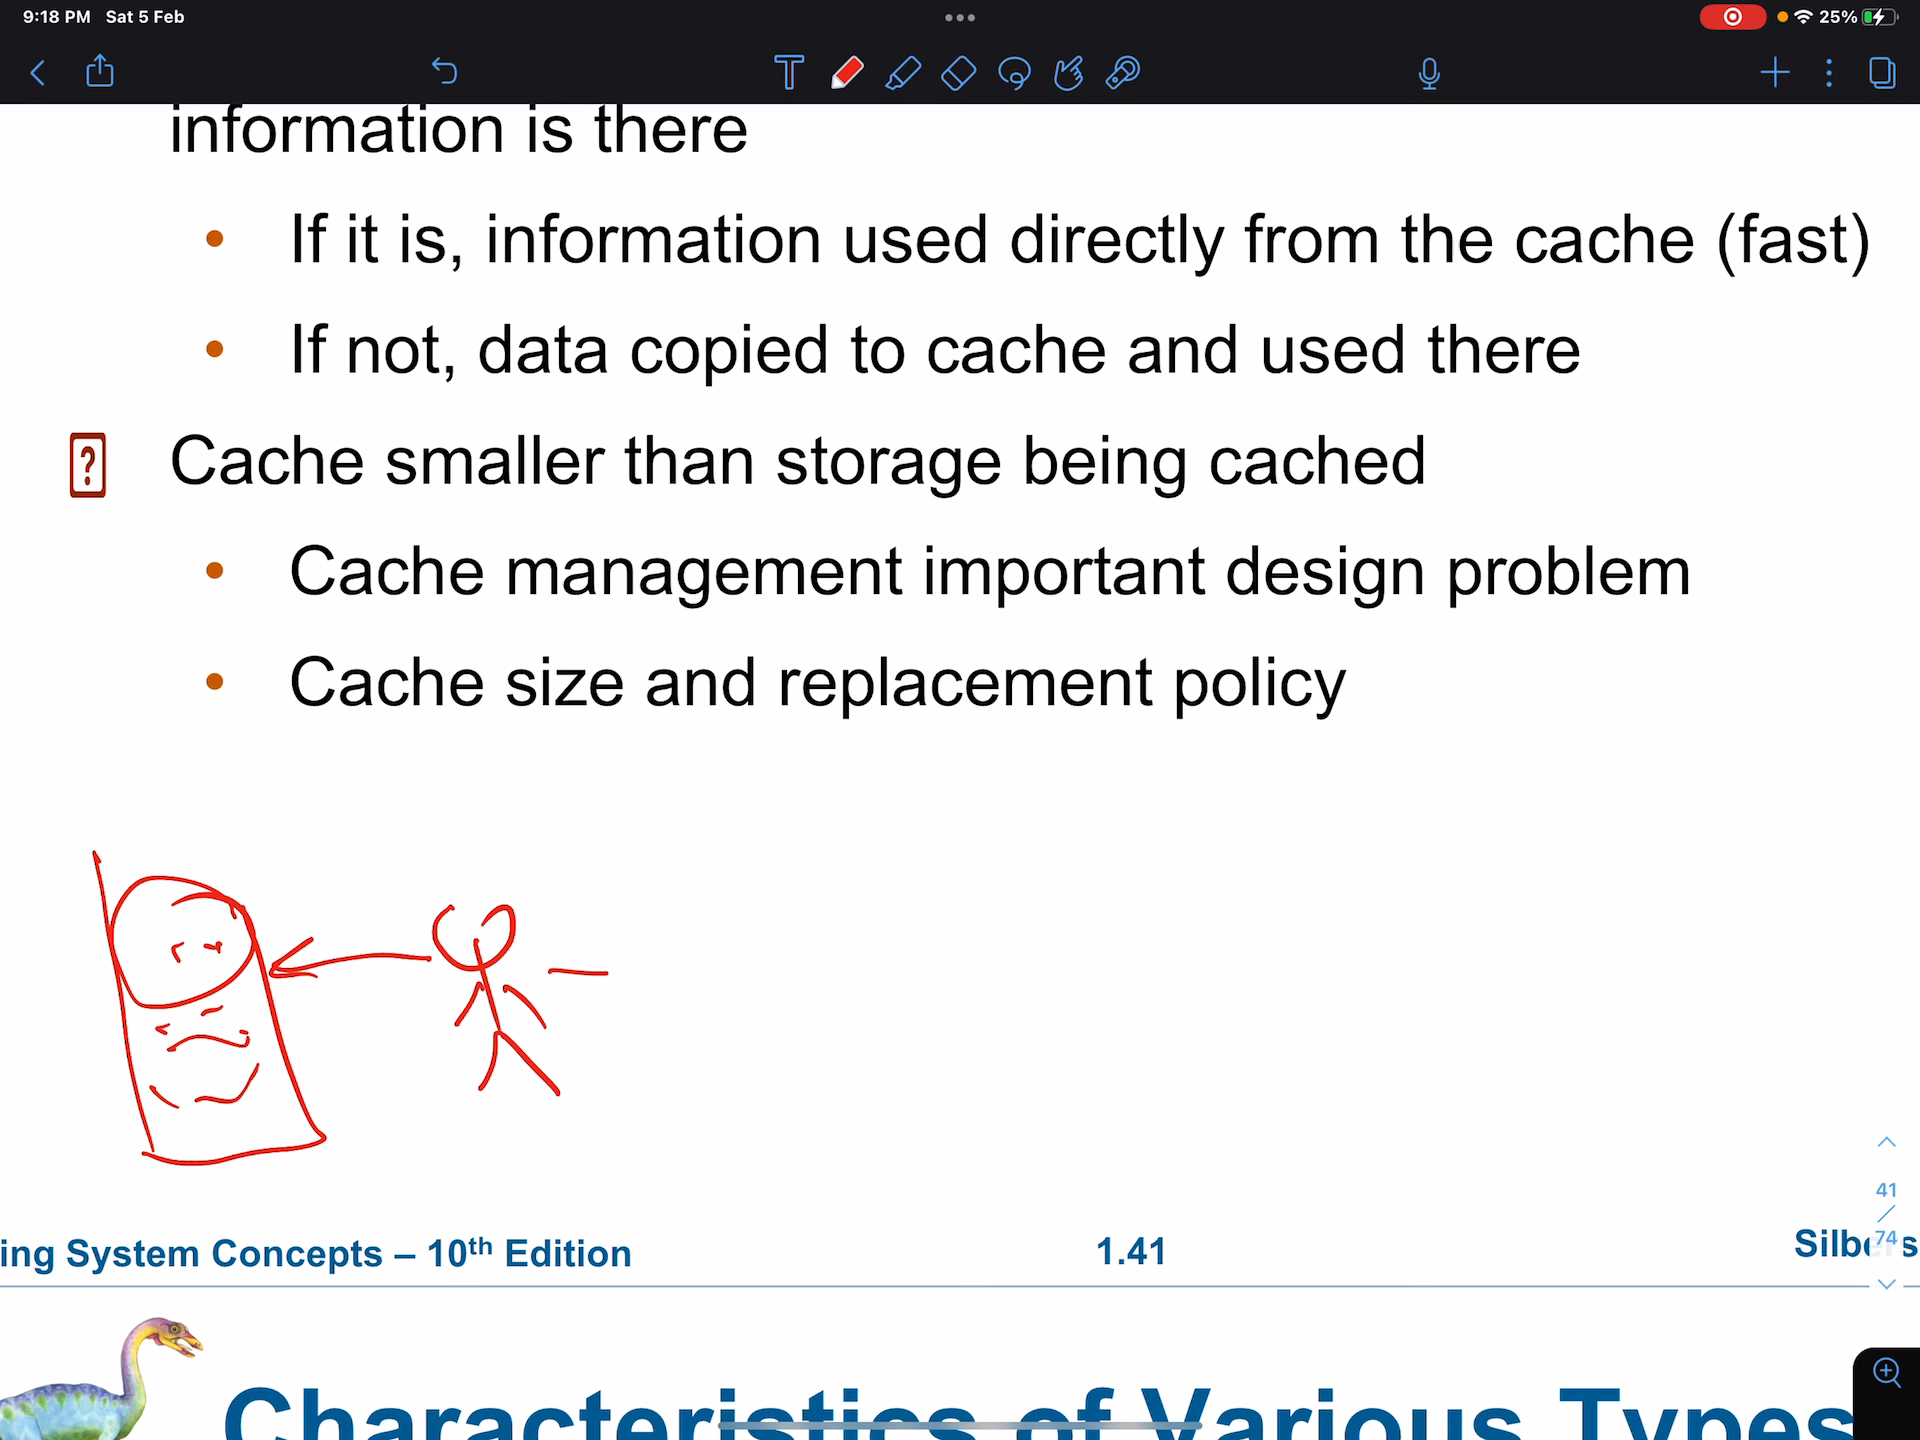 9:18 PM Sat 5 Feb
25%
information is there
• If it is, information used directly from the cache (fast)
• If not, data copied to cache and used there
Cache smaller than storage being cached
• Cache management important design problem
• Cache size and replacement policy
41
74
ing System Concepts – 10th Edition
1.41
Characteristics of Various Types